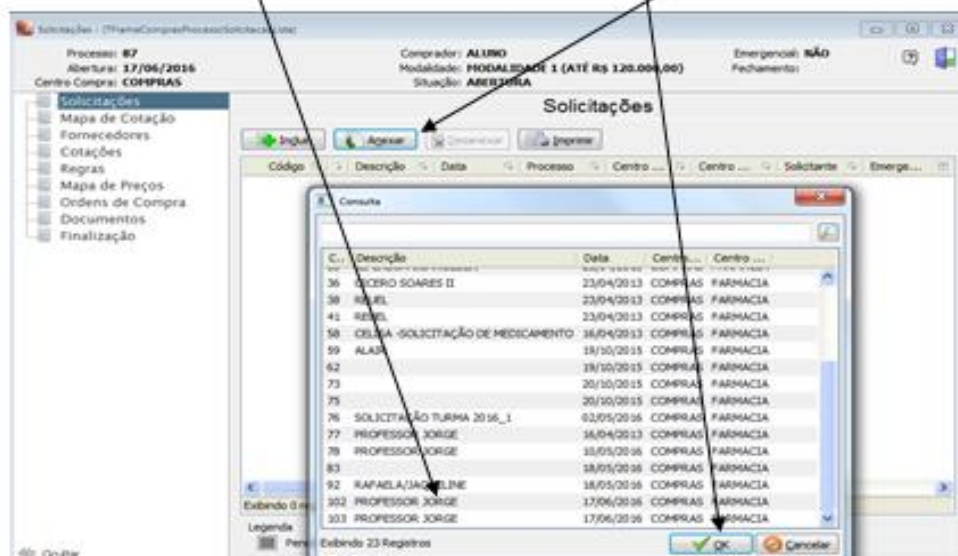 Solicitações - (TFrameComprasProcessoSolicitacaoLista)
Processo: 87
Comprador: ALUNO
Emergencial: NÃO
Abertura: 17/06/2016
Modalidade: MODALIDADE 1 (ATÉ R$ 120.000,00)
Fechamento:
Centro Compra: COMPRAS
Situação: ABERTURA
Solicitações
Mapa de Cotação
Fornecedores
Cotações
Regras
Mapa de Preços
Ordens de Compra
Documentos
Finalização
Solicitações
Incluir Anexar Desanexar Imprimir
Código Descrição Data Processo Centro ... Centro ... Solicitante Emerge...
Consulta
C... Descrição Data Centro... Centro ...
36 CICERO SOARES II 23/04/2013 COMPRAS FARMACIA
38 23/04/2013 COMPRAS FARMACIA
41 23/04/2013 COMPRAS FARMACIA
58 -SOLICITAÇÃO DE MEDICAMENTO 16/04/2013 COMPRAS FARMACIA
59 19/10/2015 COMPRAS FARMACIA
62 19/10/2015 COMPRAS FARMACIA
73 20/10/2015 COMPRAS FARMACIA
75 20/10/2015 COMPRAS FARMACIA
76 SOLICITAÇÃO TURMA 2016_1 02/05/2016 COMPRAS FARMACIA
77 PROFESSOR JORGE 16/04/2013 COMPRAS FARMACIA
78 PROFESSOR JORGE 10/05/2016 COMPRAS FARMACIA
83 18/05/2016 COMPRAS FARMACIA
92 RAFAELA/JAQUELINE 18/05/2016 COMPRAS FARMACIA
102 PROFESSOR JORGE 17/06/2016 COMPRAS FARMACIA
103 PROFESSOR JORGE 17/06/2016 COMPRAS FARMACIA
Exibindo 23 Registros
OK Cancelar
Exibindo 0
Legenda
Ocultar